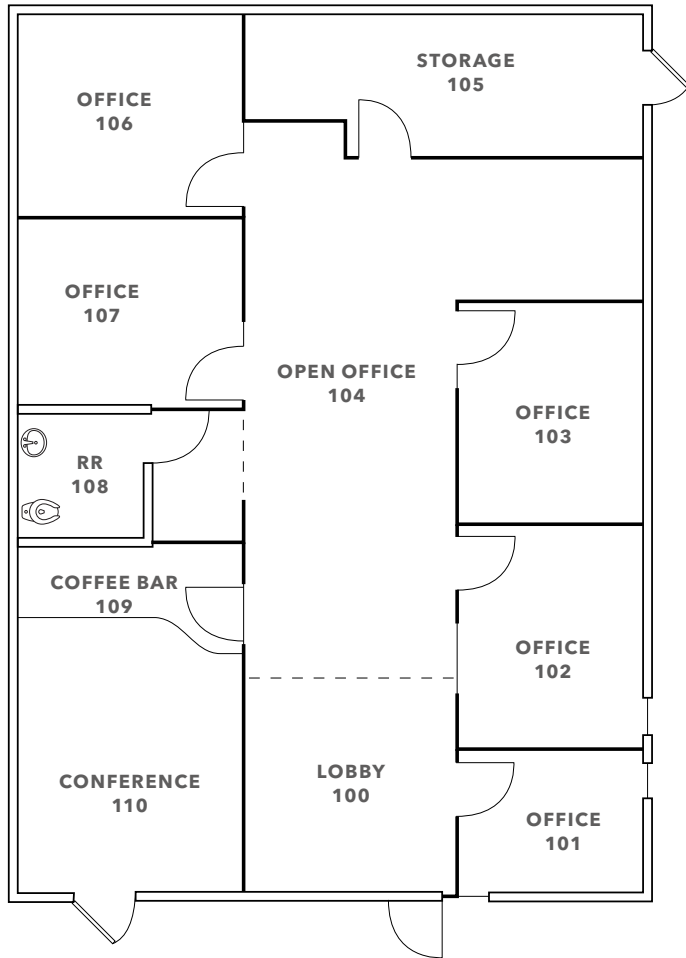 STORAGE
105
OFFICE
106
OFFICE
107
OPEN OFFICE
104
OFFICE
103
RR
108
COFFEE BAR
109
OFFICE
102
CONFERENCE
110
LOBBY
100
OFFICE
101